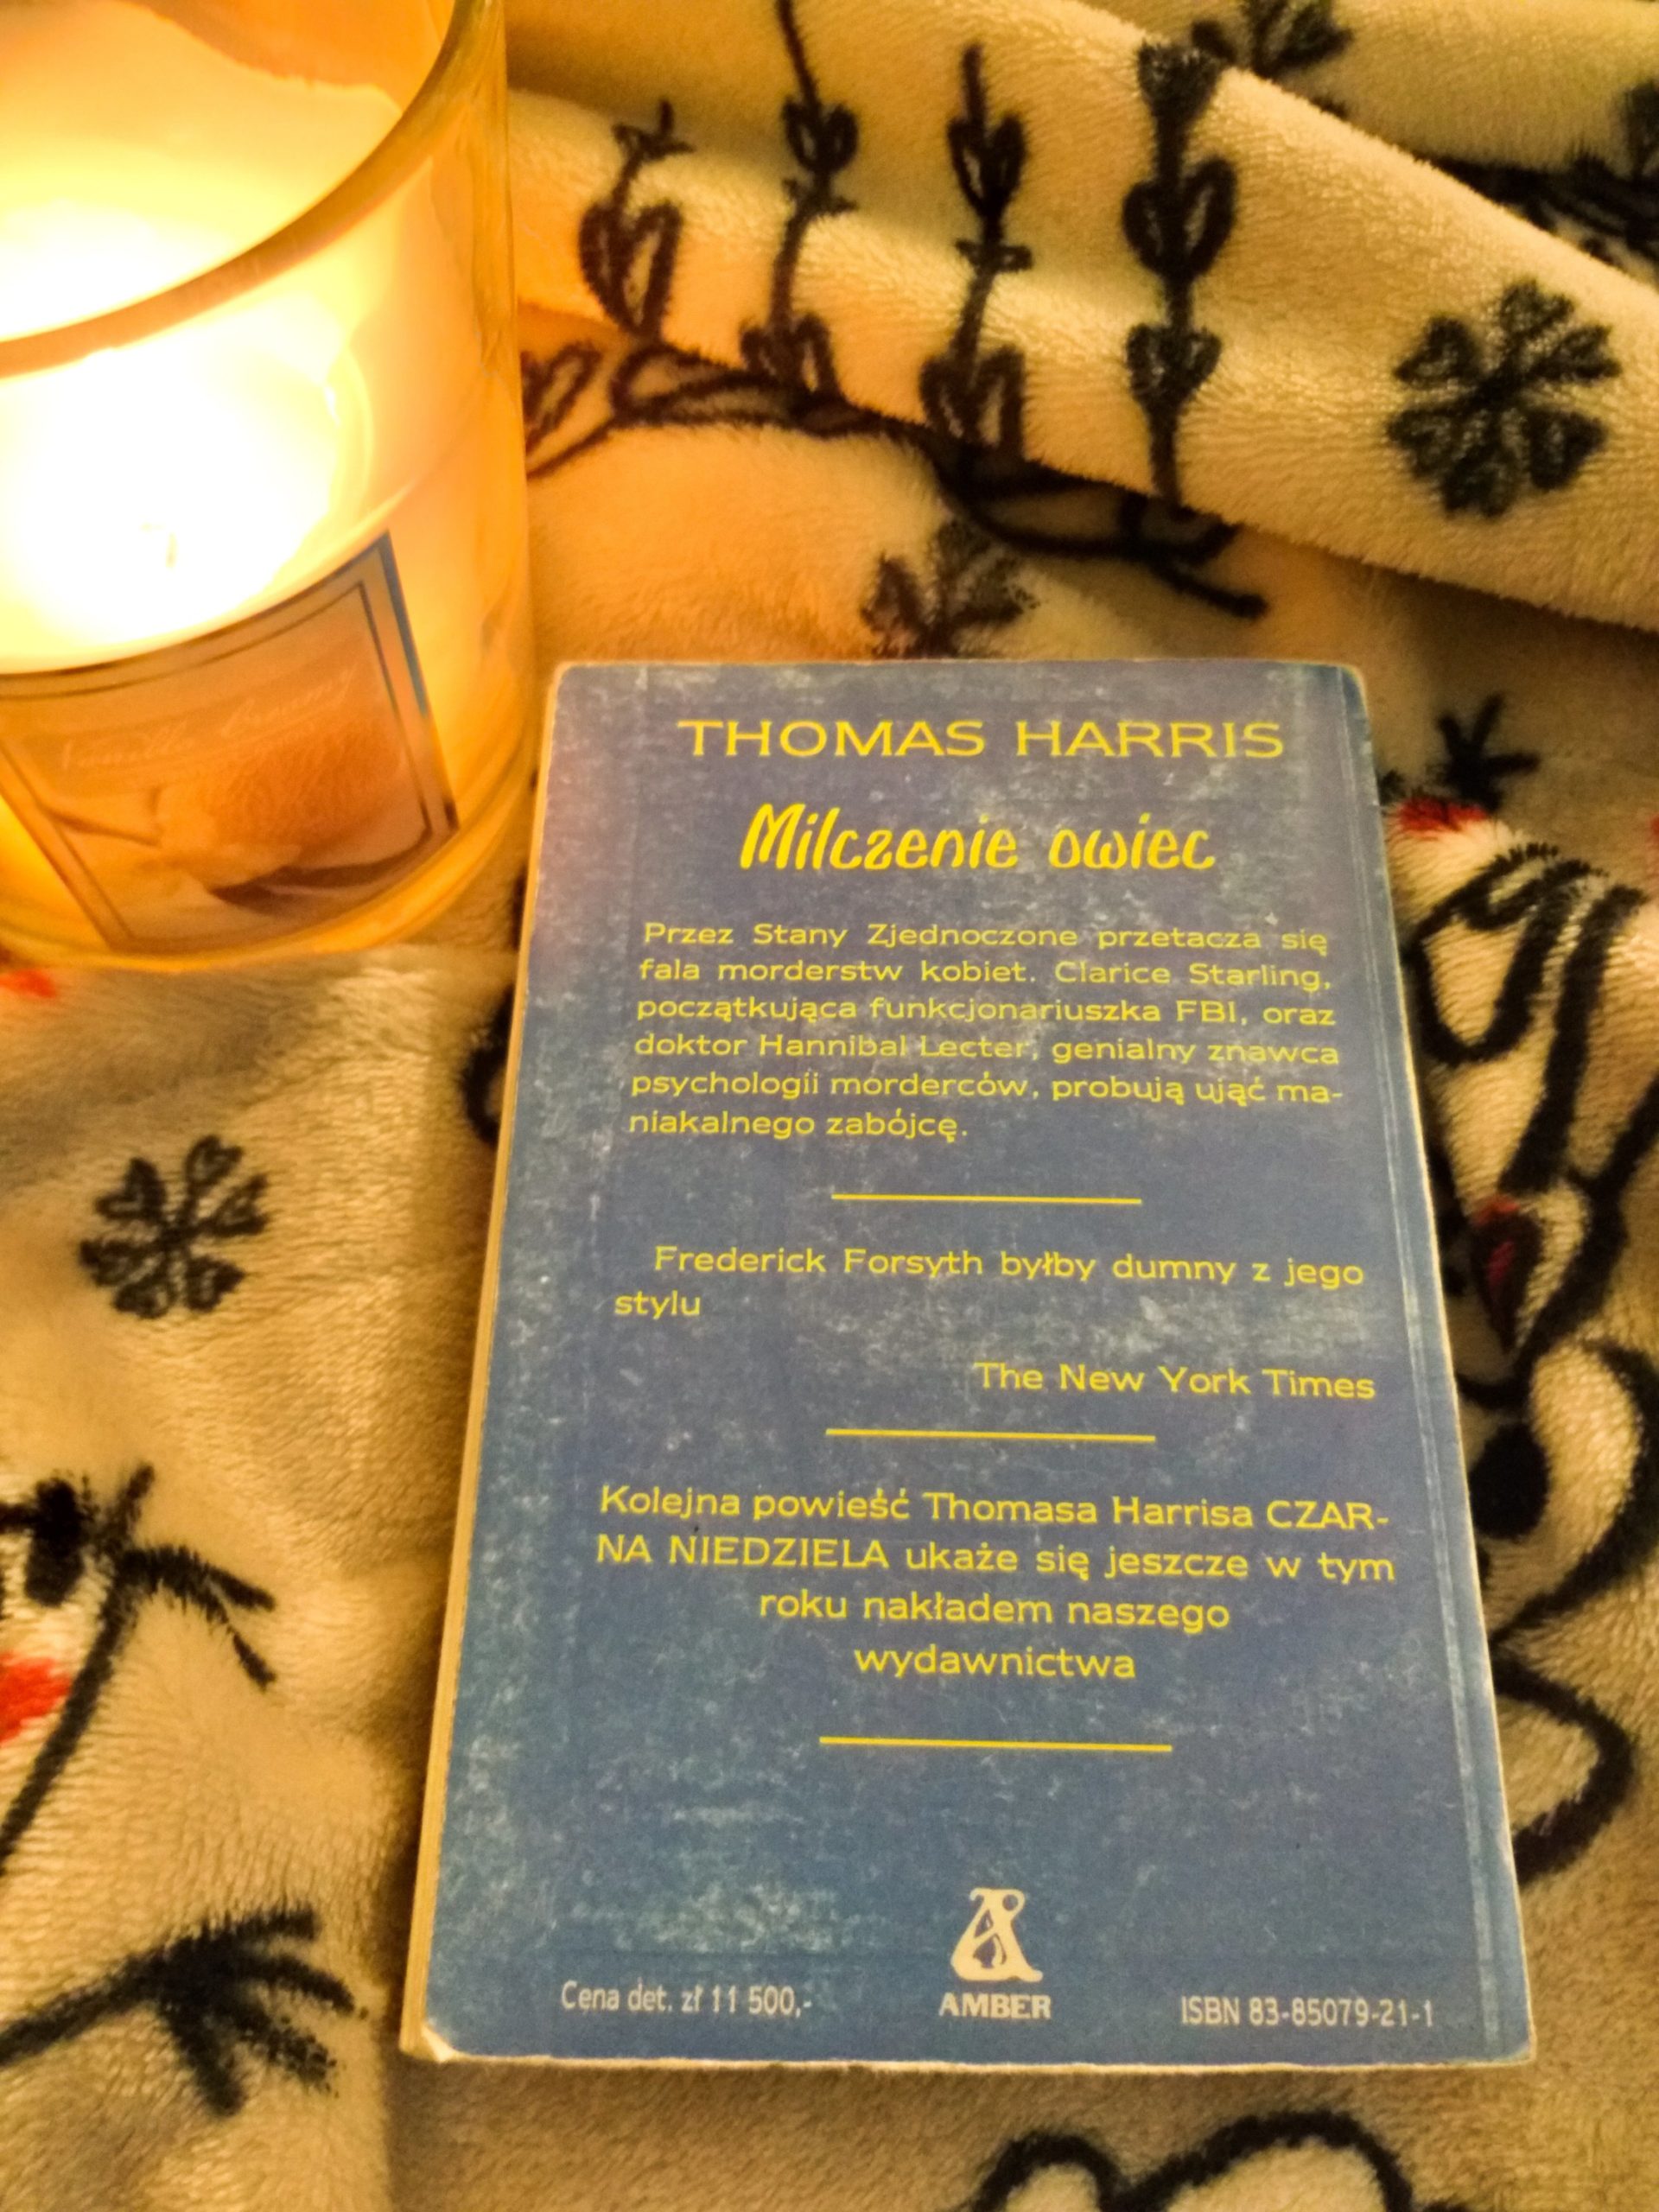 THOMAS HARRIS
Milczenie owiec
Przez Stany Zjednoczone przetacza się
fala morderstw kobiet. Clarice Starling,
początkująca funkcjonariuszka FBI, oraz
doktor Hannibal Lecter, genialny znawca
psychologii morderców, probują ująć ma-
niakalnego zabójcę.
Frederick Forsyth byłby dumny z jego
stylu
The New York Times
Kolejna powieść Thomasa Harrisa CZAR-
NA NIEDZIELA ukaże się jeszcze w tym
roku nakładem naszego
wydawnictwa
Cena det. zł 11 500,-
AMBER
ISBN 83-85079-21-1